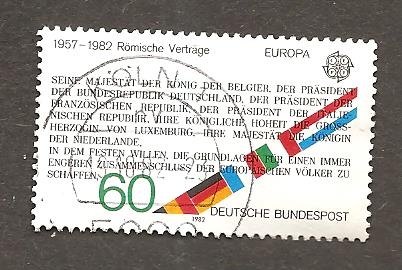 1957-1982 Römische Verträge EUROPA
SEINE MAJESTÄT DER KÖNIG DER BELGIER, DER PRÄSIDENT
DER BUNDESREPUBLIK DEUTSCHLAND, DER PRÄSIDENT DER
FRANZÖSISCHEN REPUBLIK, DER PRÄSIDENT DER ITALIE-
NISCHEN REPUBLIK, IHRE KÖNIGLICHE HOHEIT DIE GROSS-
HERZOGIN VON LUXEMBURG, IHRE MAJESTÄT DIE KÖNIGIN
DER NIEDERLANDE.
IN DEM FESTEN WILLEN, DIE GRUNDLAGEN FÜR EINEN IMMER
ENGEREN ZUSAMMENSCHLUSS DER EUROPÄISCHEN VÖLKER ZU
SCHAFFEN
60
1982
DEUTSCHE BUNDESPOST
KÖLN